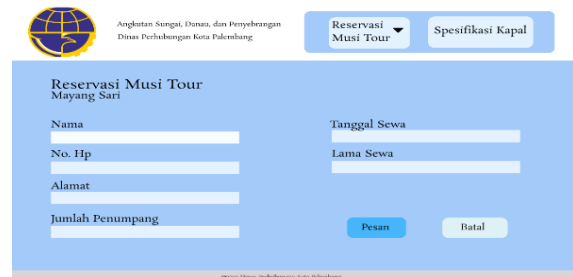 Angkutan Sungai, Danau, dan Penyebrangan
Dinas Perhubungan Kota Palembang
Reservasi
Musi Tour
Spesifikasi Kapal
Reservasi Musi Tour
Mayang Sari
Nama
No. Hp
Alamat
Jumlah Penumpang
Tanggal Sewa
Lama Sewa
Pesan
Batal